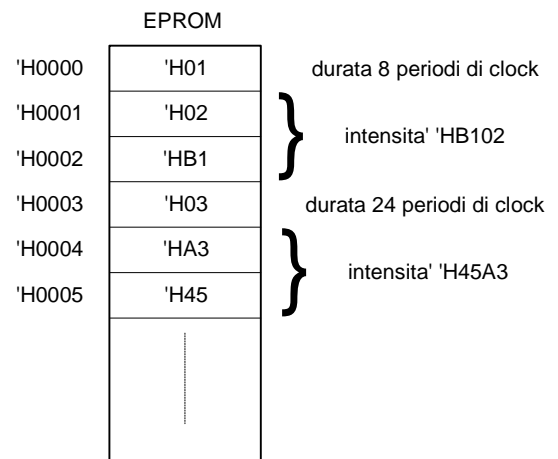 EPROM
'H0000 'H01 durata 8 periodi di clock
'H0001 'H02
intensita' 'HB102
'H0002 'HB1
'H0003 'H03 durata 24 periodi di clock
'H0004 'HA3
intensita' 'H45A3
'H0005 'H45